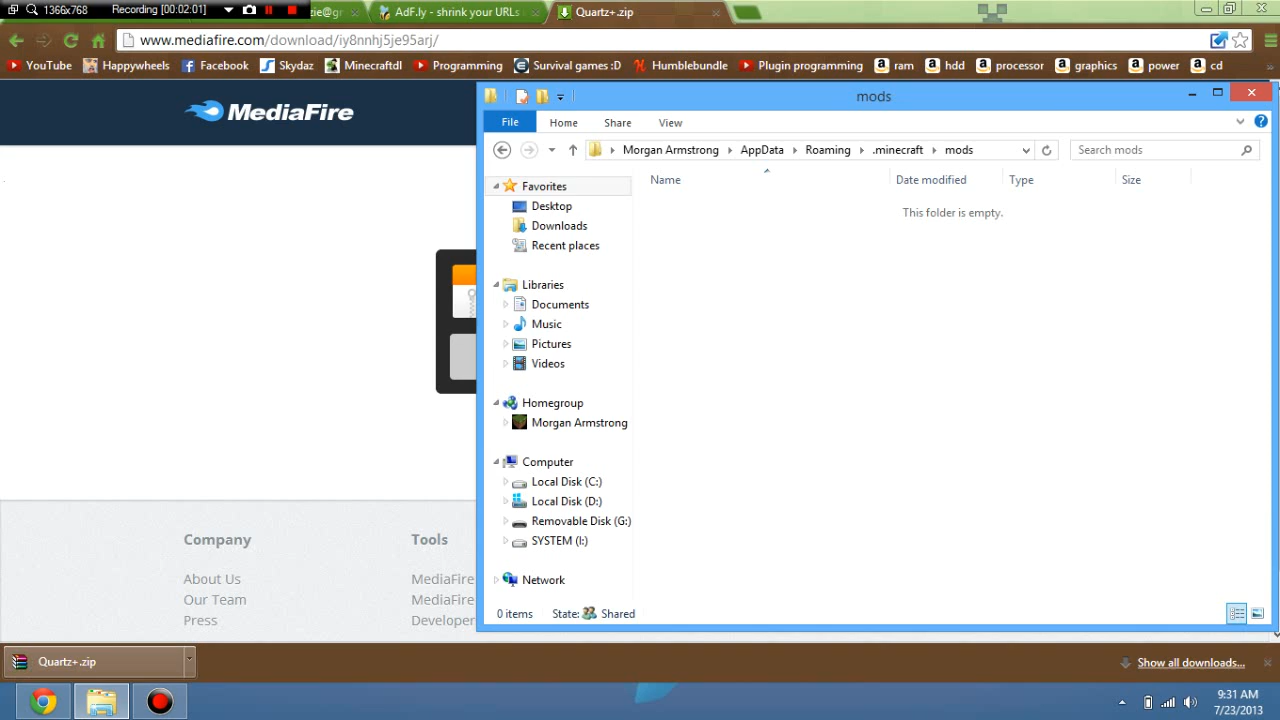 1366x768 Recording [00:02:01] zie@gr AdF.ly - shrink your URLs Quartz+.zip
www.mediafire.com/download/iy8nnhj5je95arj/
YouTube Happywheels Facebook Skydaz Minecraftdl Programming Survival games :D Humblebundle Plugin programming ram hdd processor graphics power cd
MediaFire
mods
File Home Share View
Morgan Armstrong AppData Roaming .minecraft mods Search mods
Name Date modified Type Size
This folder is empty.
Favorites
Desktop
Downloads
Recent places
Libraries
Documents
Music
Pictures
Videos
Homegroup
Morgan Armstrong
Computer
Local Disk (C:)
Local Disk (D:)
Removable Disk (G:)
SYSTEM (I:)
Network
0 items State: Shared
Company Tools
About Us MediaFire
Our Team MediaFire
Press Developer
Quartz+.zip Show all downloads...
9:31 AM
7/23/2013